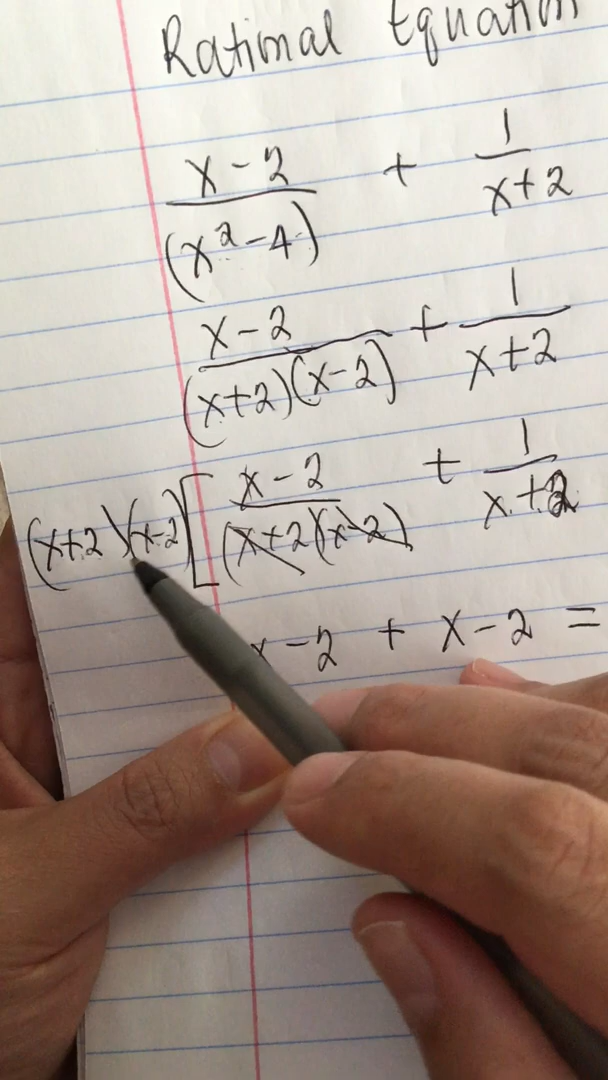 Rational Equation
x - 2 / (x² - 4) + 1 / x + 2
x - 2 / (x + 2)(x - 2) + 1 / x + 2
(x + 2)(x - 2) [ x - 2 / (x + 2)(x - 2) + 1 / x + 2
x - 2 + x - 2 =